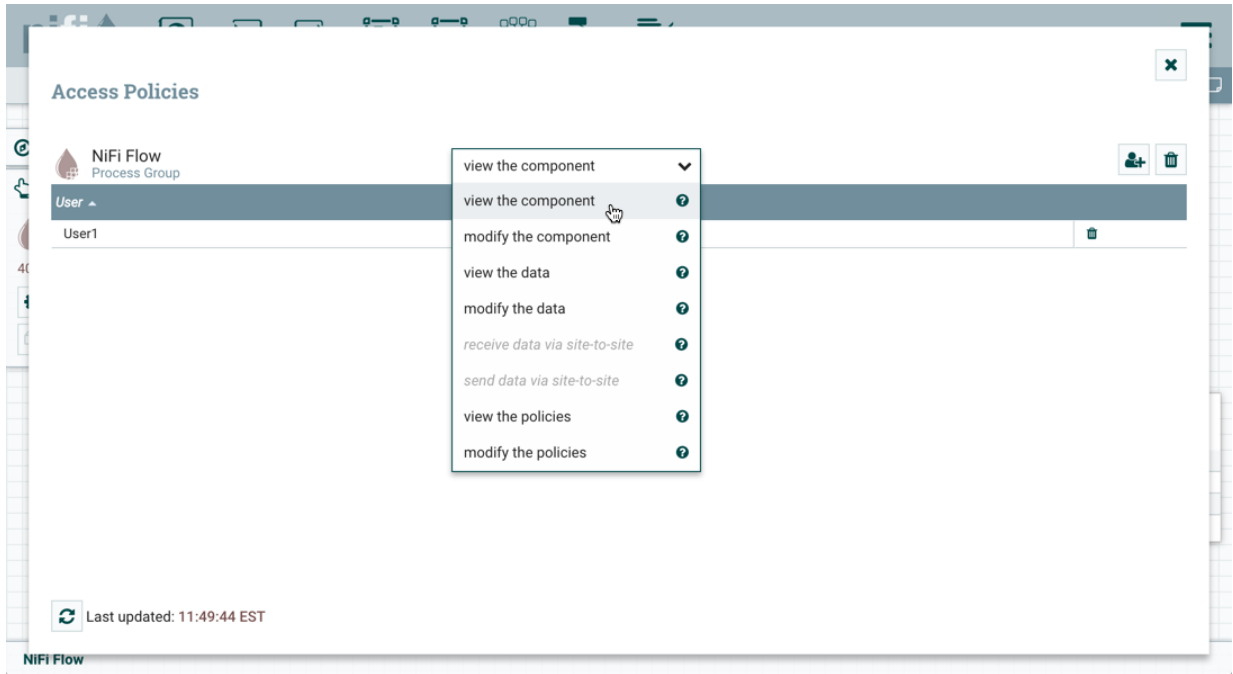 Access Policies
NiFi Flow
Process Group
view the component
User
view the component
User1
modify the component
view the data
modify the data
receive data via site-to-site
send data via site-to-site
view the policies
modify the policies
Last updated: 11:49:44 EST
NiFi Flow